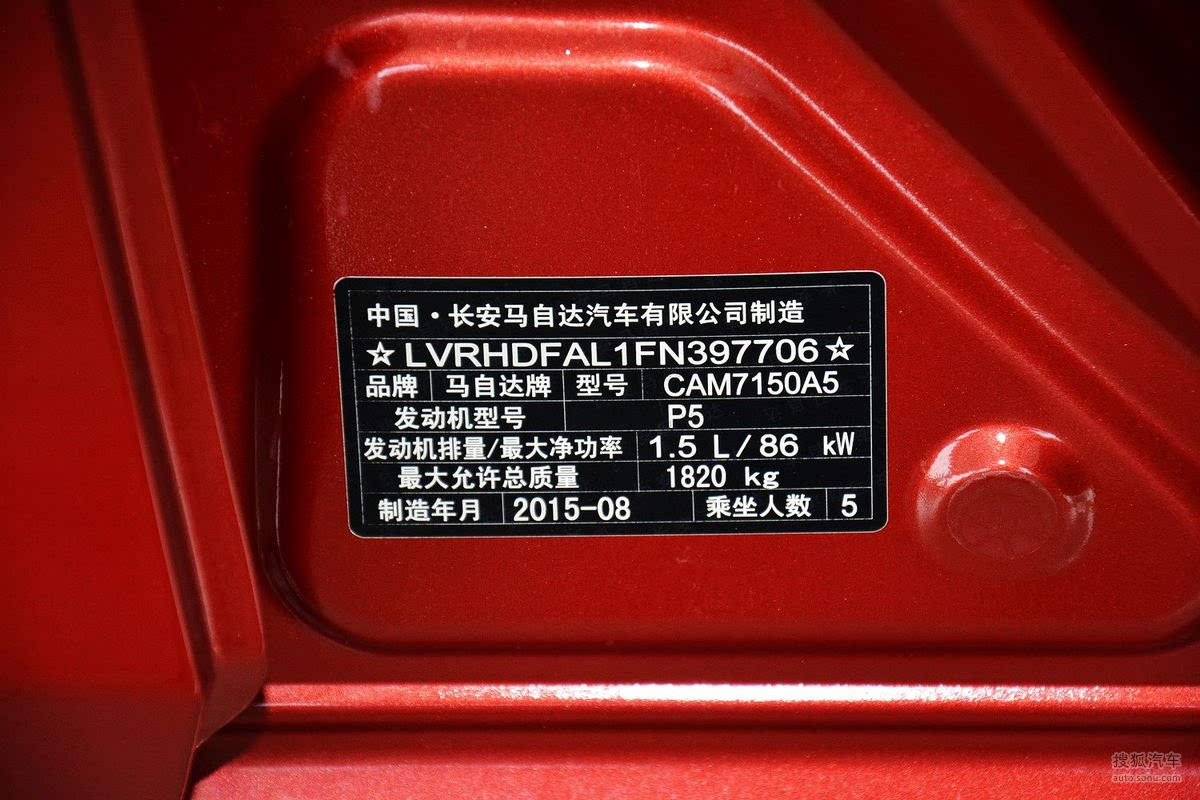 中国·长安马自达汽车有限公司制造
☆LVRHDFAL1FN397706☆
品牌 马自达牌 型号 CAM7150A5
发动机型号 P5
发动机排量/最大净功率 1.5 L/86 kW
最大允许总质量 1820 kg
制造年月 2015-08 乘坐人数 5
搜狐汽车
auto.sohu.com